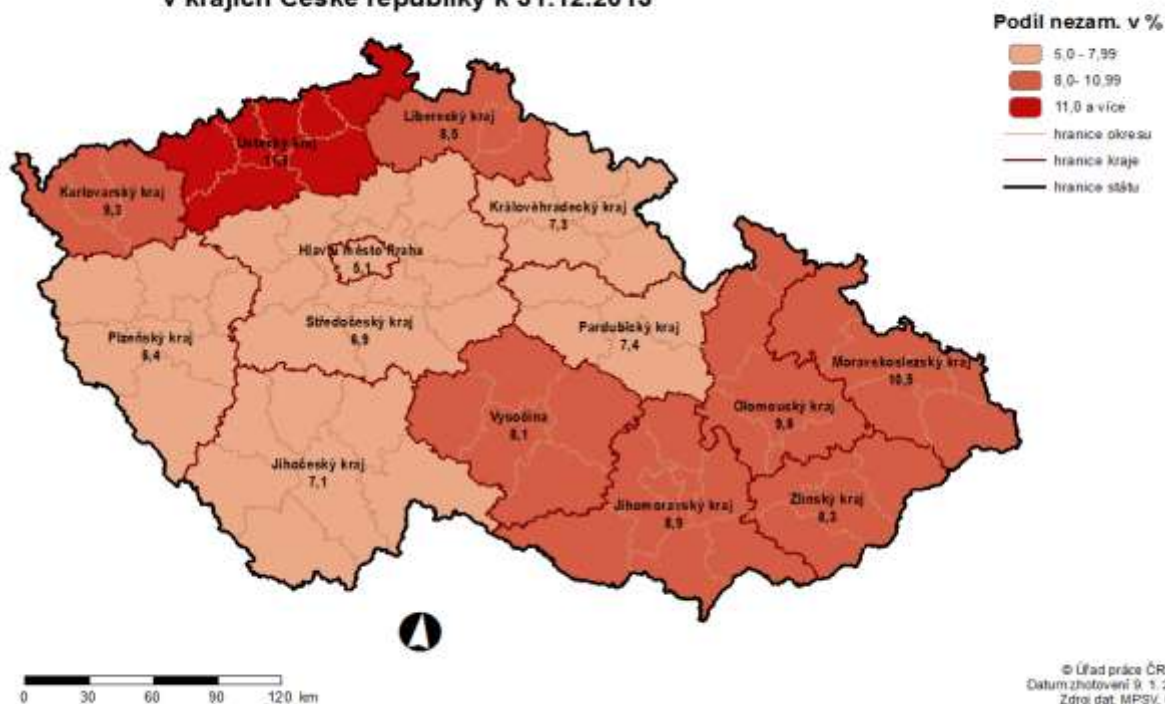 v krajích České republiky k 31.12.2013
Podíl nezam. v %
5,0 - 7,99
8,0- 10,99
11,0 a více
hranice okresu
hranice kraje
hranice státu
Liberecký kraj
Ústecký kraj
Karlovarský kraj
9,3
Královéhradecký kraj
7,3
Hlavní město Praha
5,1
Středočeský kraj
6,9
Pardubický kraj
7,4
Plzeňský kraj
6,4
Moravskoslezský kraj
10,5
Vysočina
8,1
Olomoucký kraj
Jihočeský kraj
7,1
Jihomoravský kraj
8,9
Zlínský kraj
8,3
0 30 60 90 120 km
© Úřad práce ČR
Datum zhotovení 9. 1.
Zdroj dat: MPSV,